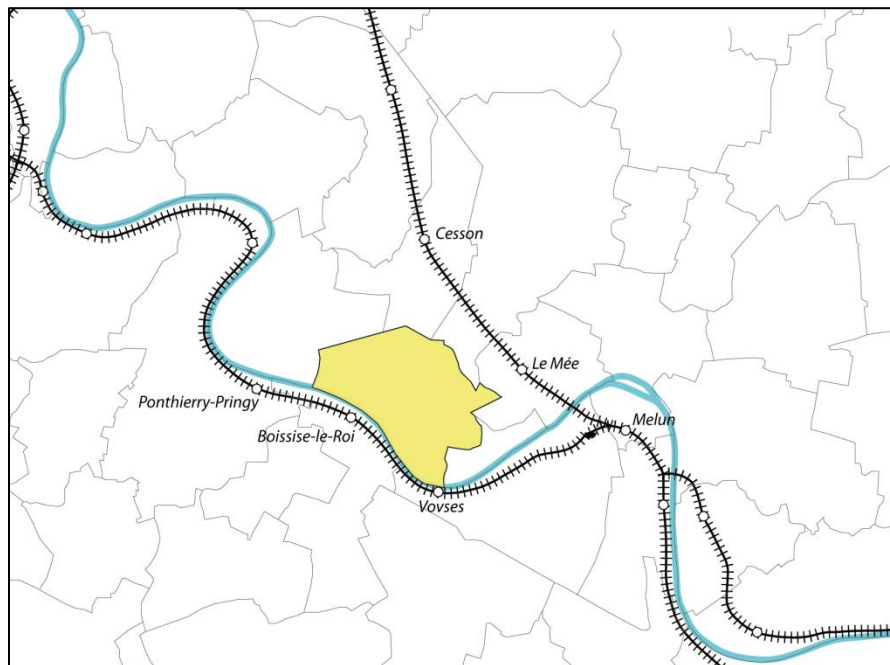 Cesson
Le Mée
Ponthierry-Pringy
Melun
Boissise-le-Roi
Vovses